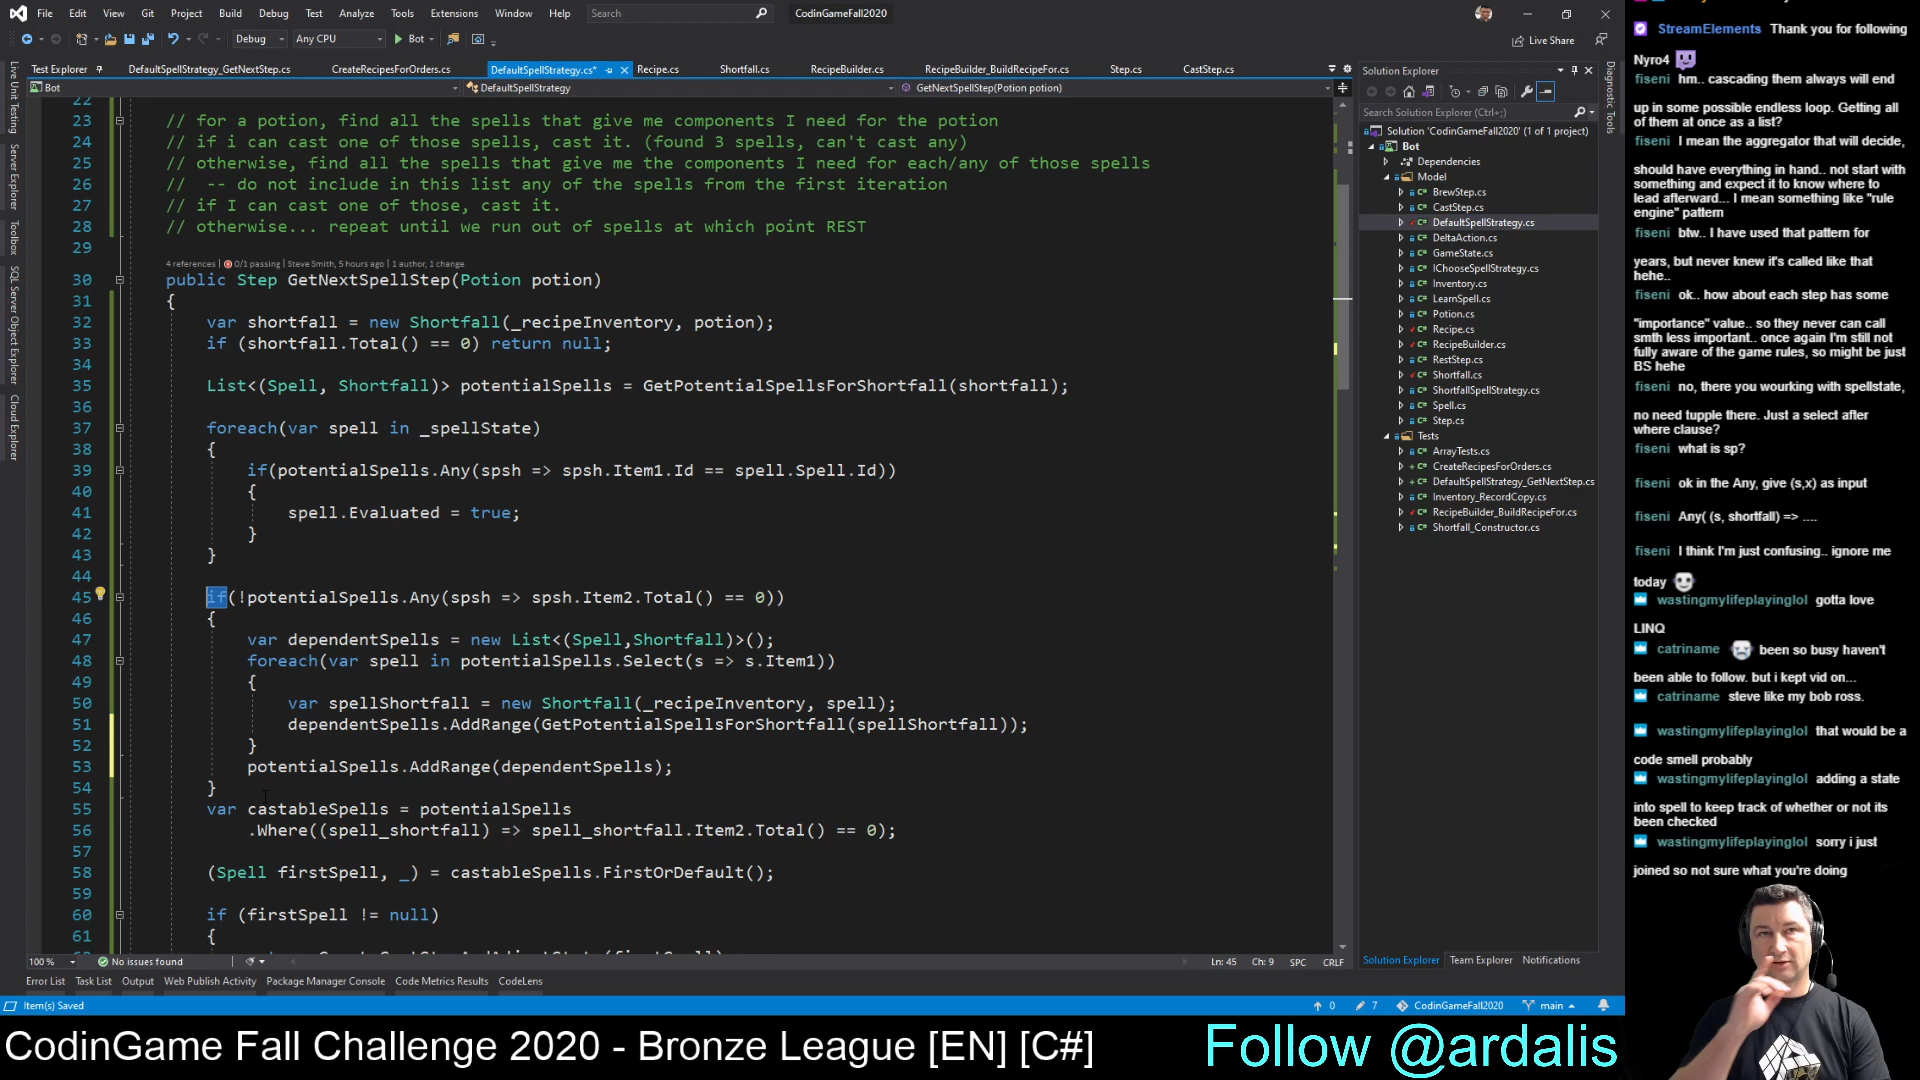 File Edit View Git Project Build Debug Test Analyze Tools Extensions Window Help Search CodinGameFall2020
Debug Any CPU Bot Live Share
Test Explorer DefaultSpellStrategy_GetNextStep.cs CreateRecipesForOrders.cs DefaultSpellStrategy.cs* Recipe.cs Shortfall.cs RecipeBuilder.cs RecipeBuilder_BuildRecipeFor.cs Step.cs CastStep.cs
Bot DefaultSpellStrategy GetNextSpellStep(Potion potion)
Live Unit Testing
Server Explorer
Toolbox
SQL Server Object Explorer
Cloud Explorer
22
23 // for a potion, find all the spells that give me components I need for the potion
24 // if i can cast one of those spells, cast it. (found 3 spells, can't cast any)
25 // otherwise, find all the spells that give me the components I need for each/any of those spells
26 // -- do not include in this list any of the spells from the first iteration
27 // if I can cast one of those, cast it.
28 // otherwise... repeat until we run out of spells at which point REST
29
4 references | 0/1 passing | Steve Smith, 5 hours ago | 1 author, 1 change
30 public Step GetNextSpellStep(Potion potion)
31 {
32 var shortfall = new Shortfall(_recipeInventory, potion);
33 if (shortfall.Total() == 0) return null;
34
35 List<(Spell, Shortfall)> potentialSpells = GetPotentialSpellsForShortfall(shortfall);
36
37 foreach(var spell in _spellState)
38 {
39 if(potentialSpells.Any(spsh => spsh.Item1.Id == spell.Spell.Id))
40 {
41 spell.Evaluated = true;
42 }
43 }
44
45 if(!potentialSpells.Any(spsh => spsh.Item2.Total() == 0))
46 {
47 var dependentSpells = new List<(Spell,Shortfall)>();
48 foreach(var spell in potentialSpells.Select(s => s.Item1))
49 {
50 var spellShortfall = new Shortfall(_recipeInventory, spell);
51 dependentSpells.AddRange(GetPotentialSpellsForShortfall(spellShortfall));
52 }
53 potentialSpells.AddRange(dependentSpells);
54 }
55 var castableSpells = potentialSpells
56 .Where((spell_shortfall) => spell_shortfall.Item2.Total() == 0);
57
58 (Spell firstSpell, _) = castableSpells.FirstOrDefault();
59
60 if (firstSpell != null)
61 {
100 % No issues found Ln: 45 Ch: 9 SPC CRLF
Error List Task List Output Web Publish Activity Package Manager Console Code Metrics Results CodeLens
Item(s) Saved 0 7 CodinGameFall2020 main
Solution Explorer
Search Solution Explorer (Ctrl+;)
Solution 'CodinGameFall2020' (1 of 1 project)
Bot
Dependencies
Model
BrewStep.cs
CastStep.cs
DefaultSpellStrategy.cs
DeltaAction.cs
GameState.cs
IChooseSpellStrategy.cs
Inventory.cs
LearnSpell.cs
Potion.cs
Recipe.cs
RecipeBuilder.cs
RestStep.cs
Shortfall.cs
ShortfallSpellStrategy.cs
Spell.cs
Step.cs
Tests
ArrayTests.cs
CreateRecipesForOrders.cs
DefaultSpellStrategy_GetNextStep.cs
Inventory_RecordCopy.cs
RecipeBuilder_BuildRecipeFor.cs
Shortfall_Constructor.cs
Solution Explorer Team Explorer Notifications
Diagnostic Tools
StreamElements Thank you for following
Nyro4
fiseni hm.. cascading them always will end
up in some possible endless loop. Getting all
of them at once as a list?
fiseni I mean the aggregator that will decide,
should have everything in hand.. not start with
something and expect it to know where to
lead afterward... I mean something like "rule
engine" pattern
fiseni btw.. I have used that pattern for
years, but never knew it's called like that
hehe..
fiseni ok.. how about each step has some
"importance" value.. so they never can call
smth less important.. once again I'm still not
fully aware of the game rules, so might be just
BS hehe
fiseni no, there you wourking with spellstate,
no need tupple there. Just a select after
where clause?
fiseni what is sp?
fiseni ok in the Any, give (s,x) as input
fiseni Any( (s, shortfall) => ....
fiseni I think I'm just confusing.. ignore me
today
wastingmylifeplayinglol gotta love
LINQ
catriname been so busy haven't
been able to follow. but i kept vid on...
catriname steve like my bob ross.
wastingmylifeplayinglol that would be a
code smell probably
wastingmylifeplayinglol adding a state
into spell to keep track of whether or not its
been checked
wastingmylifeplayinglol sorry i just
joined so not sure what you're doing
CodinGame Fall Challenge 2020 - Bronze League [EN] [C#] Follow @ardalis